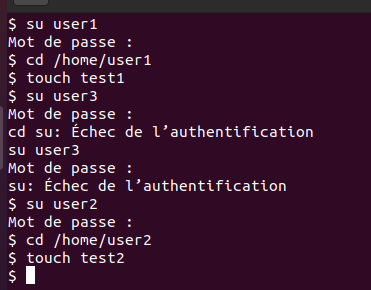 $ su user1
Mot de passe :
$ cd /home/user1
$ touch test1
$ su user3
Mot de passe :
cd su: Échec de l’authentification
su user3
Mot de passe :
su: Échec de l’authentification
$ su user2
Mot de passe :
$ cd /home/user2
$ touch test2
$